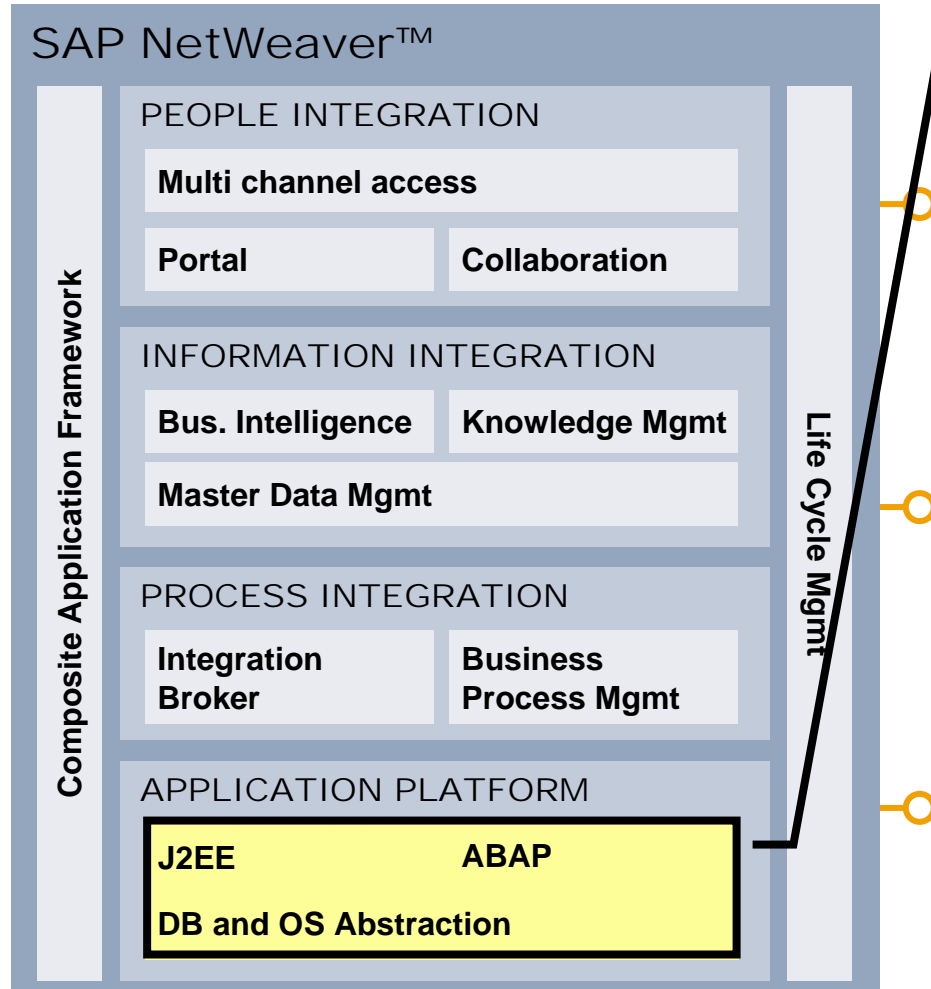 SAP NetWeaver™
Composite Application Framework
PEOPLE INTEGRATION
Multi channel access
Portal
Collaboration
INFORMATION INTEGRATION
Bus. Intelligence
Knowledge Mgmt
Master Data Mgmt
PROCESS INTEGRATION
Integration
Broker
Business
Process Mgmt
APPLICATION PLATFORM
J2EE
ABAP
DB and OS Abstraction
Life Cycle Mgmt